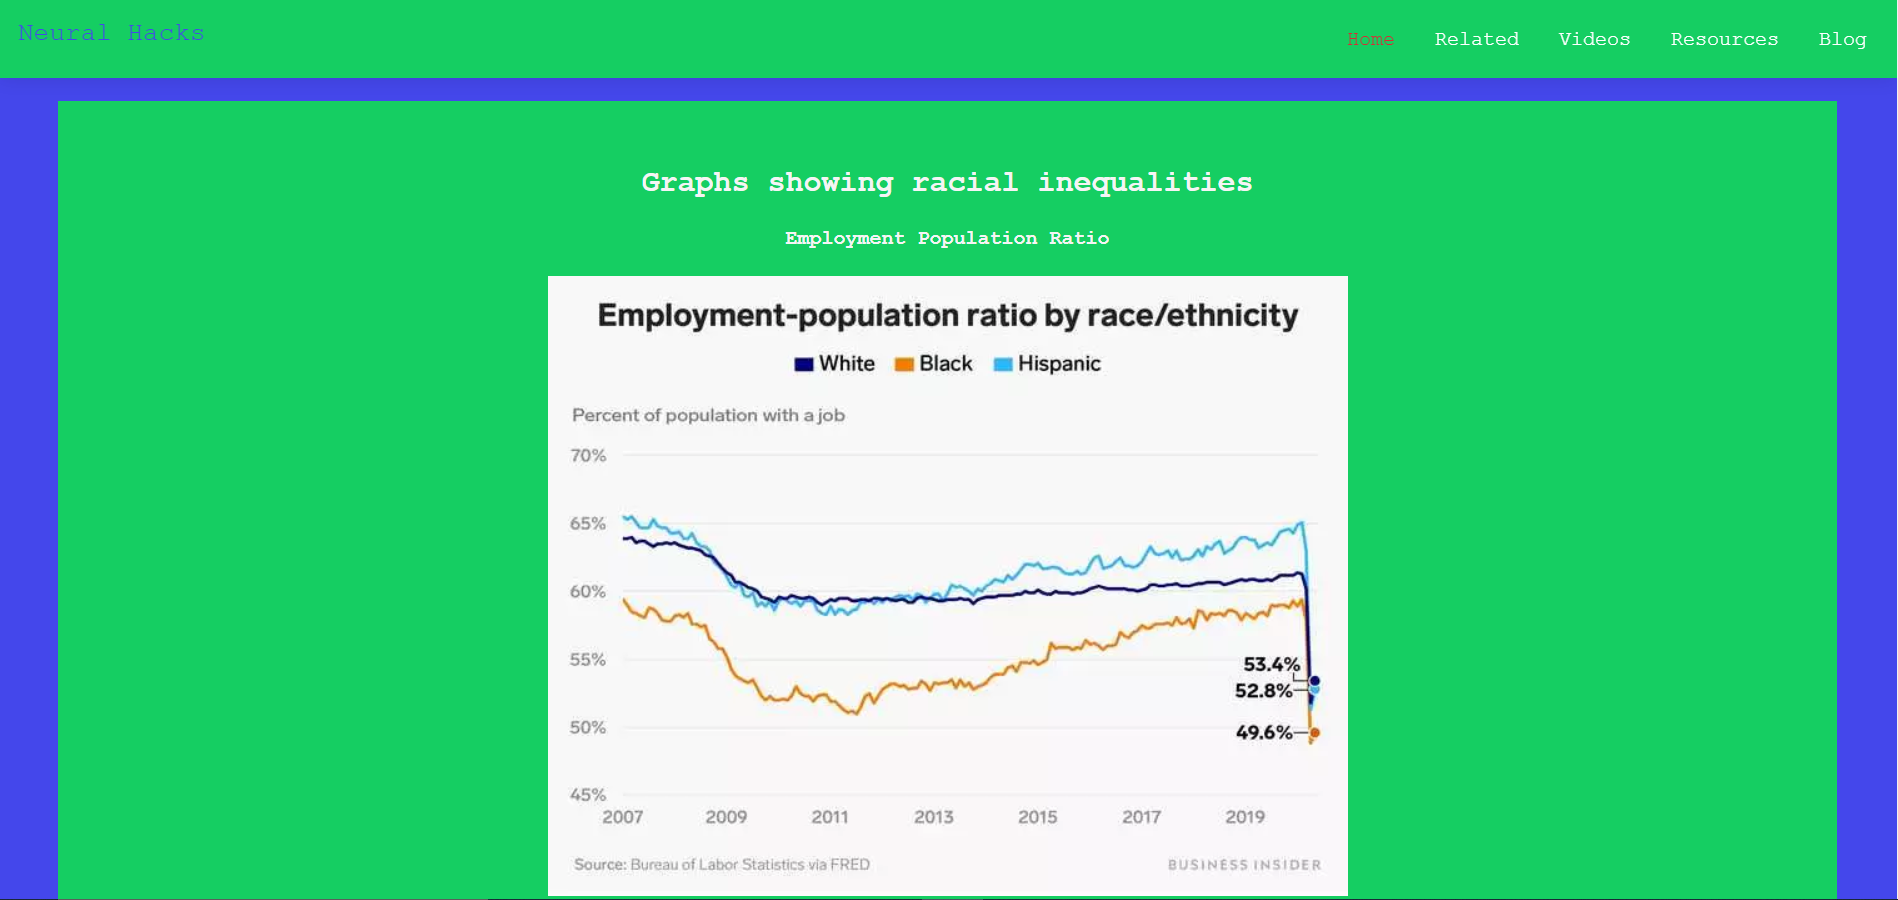 Neural Hacks
Home Related Videos Resources Blog
Graphs showing racial inequalities
Employment Population Ratio
Employment-population ratio by race/ethnicity
White Black Hispanic
Percent of population with a job
70%
65%
60%
55%
50%
45%
53.4%
52.8%
49.6%
2007 2009 2011 2013 2015 2017 2019
Source: Bureau of Labor Statistics via FRED
BUSINESS INSIDER